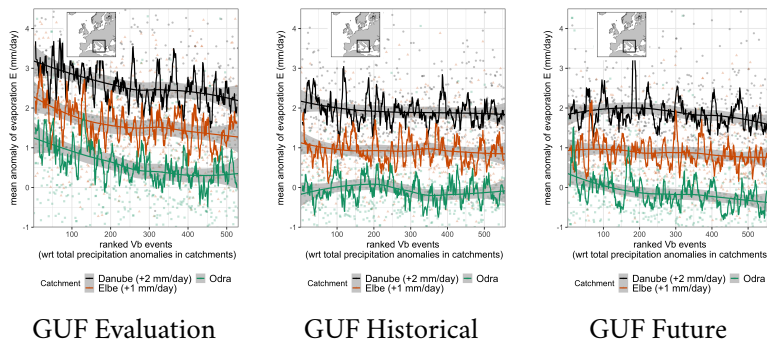 mean anomaly of evaporation E (mm/day)
4
3
2
1
0
-1
100
200
300
400
500
ranked Vb events
(wrt total precipitation anomalies in catchments)
Catchment
Danube (+2 mm/day)
Odra
Elbe (+1 mm/day)
GUF Evaluation
mean anomaly of evaporation E (mm/day)
4
3
2
1
0
-1
100
200
300
400
500
ranked Vb events
(wrt total precipitation anomalies in catchments)
Catchment
Danube (+2 mm/day)
Odra
Elbe (+1 mm/day)
GUF Historical
mean anomaly of evaporation E (mm/day)
4
3
2
1
0
-1
100
200
300
400
500
ranked Vb events
(wrt total precipitation anomalies in catchments)
Catchment
Danube (+2 mm/day)
Odra
Elbe (+1 mm/day)
GUF Future